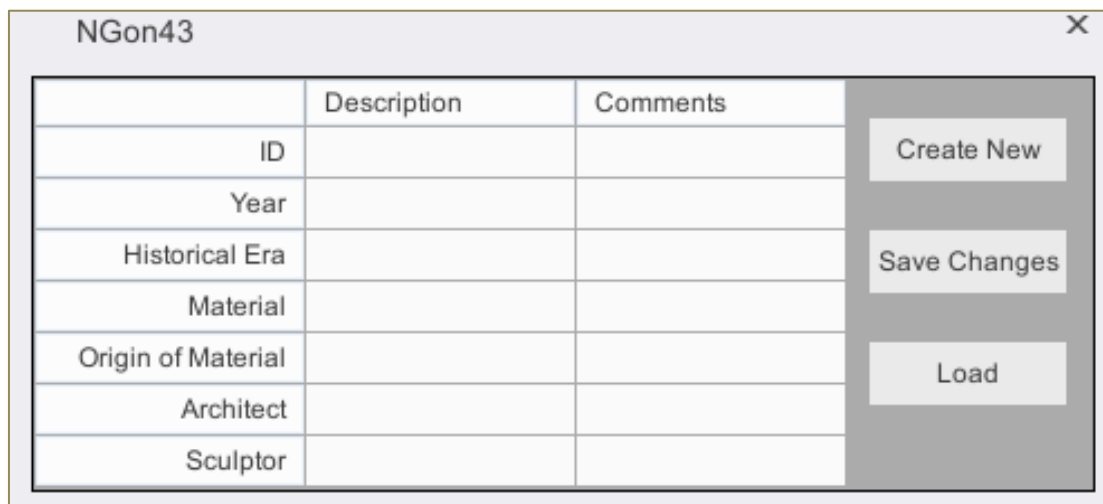 NGon43
×
Description Comments
ID
Create New
Year
Historical Era
Save Changes
Material
Origin of Material
Load
Architect
Sculptor